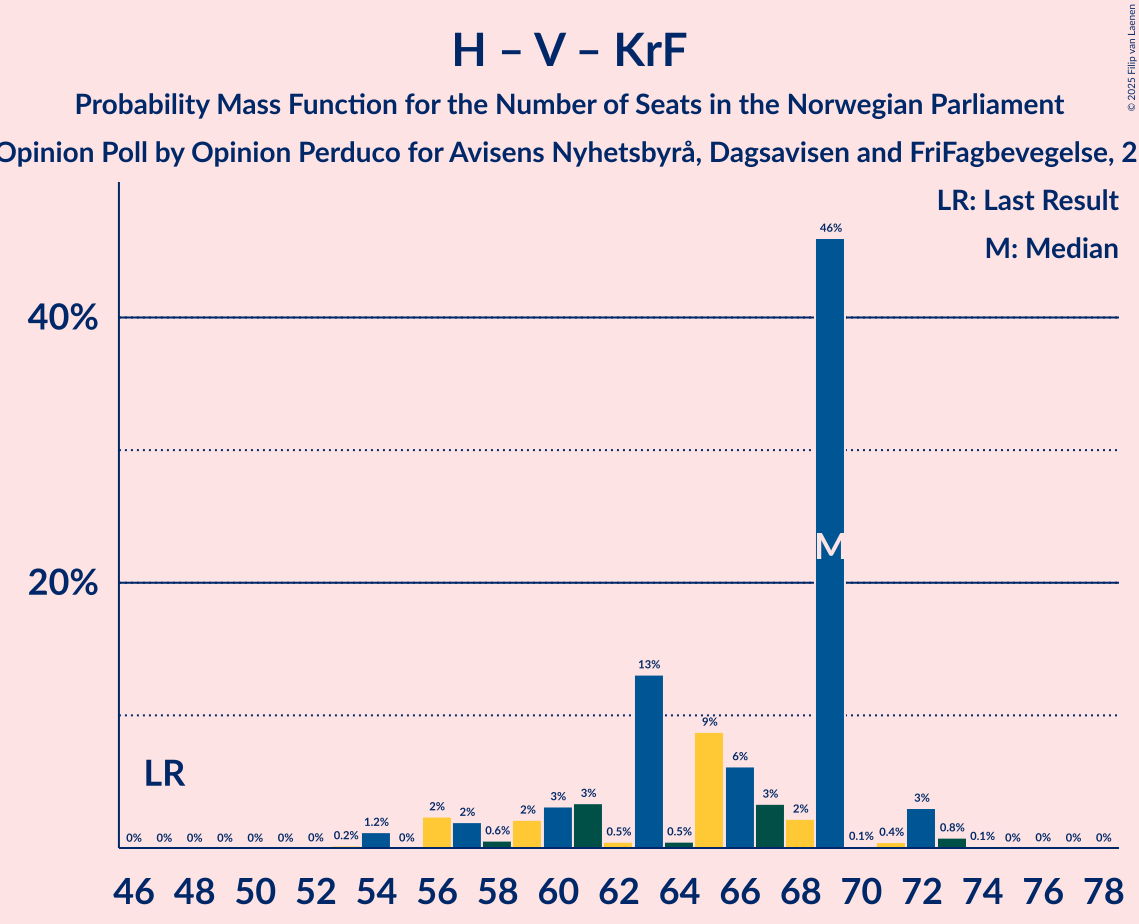 © 2025 Filip van Laenen
H – V – KrF
Probability Mass Function for the Number of Seats in the Norwegian Parliament
Opinion Poll by Opinion Perduco for Avisens Nyhetsbyrå, Dagsavisen and FriFagbevegelse, 2
LR: Last Result
M: Median
46%
40%
M
20%
13%
9%
6%
LR
2% 2% 2% 3% 3% 3% 2% 3%
0% 0% 0% 0% 0% 0% 0% 0.2% 1.2% 0% 0.6% 0.5% 0.5% 0.1% 0.4% 0.8% 0.1% 0% 0% 0% 0%
46 48 50 52 54 56 58 60 62 64 66 68 70 72 74 76 78